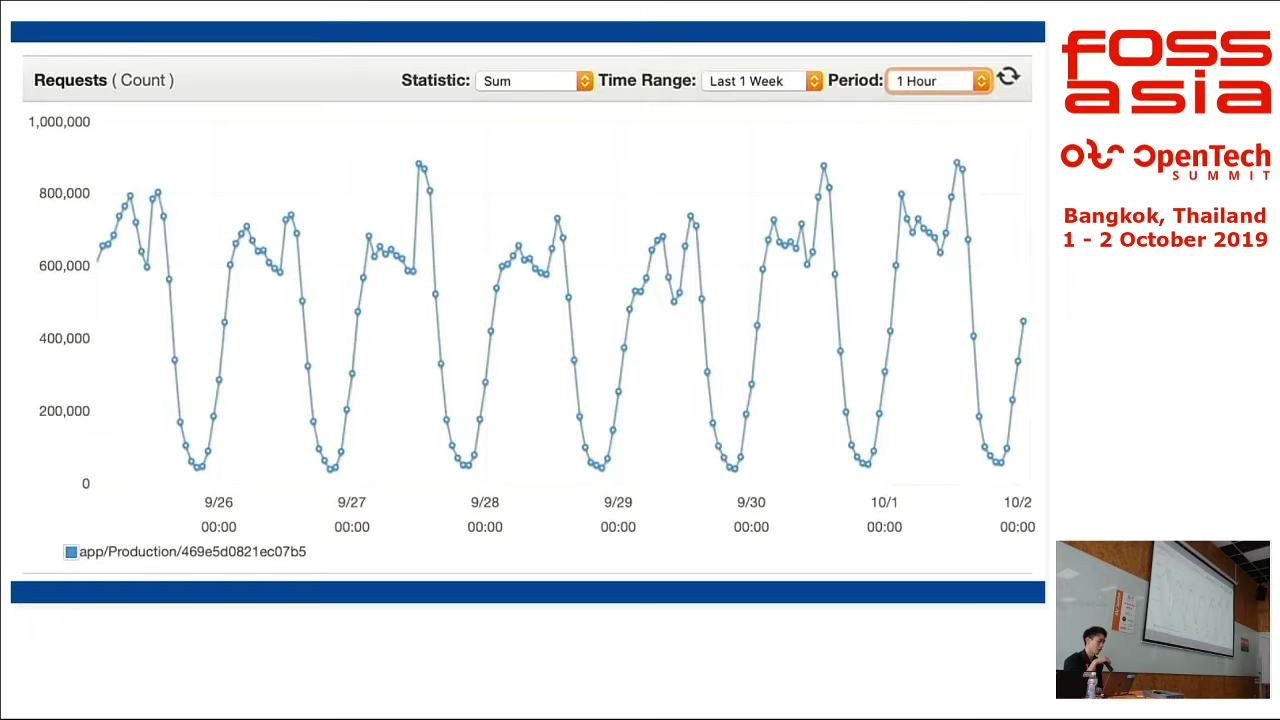 Requests ( Count )
Statistic: Sum Time Range: Last 1 Week Period: 1 Hour
1,000,000
800,000
600,000
400,000
200,000
0
9/26 9/27 9/28 9/29 9/30 10/1 10/2
00:00 00:00 00:00 00:00 00:00 00:00 00:00
app/Production/469e5d0821ec07b5
FOSS
asia
OpenTech
SUMMIT
Bangkok, Thailand
1 - 2 October 2019